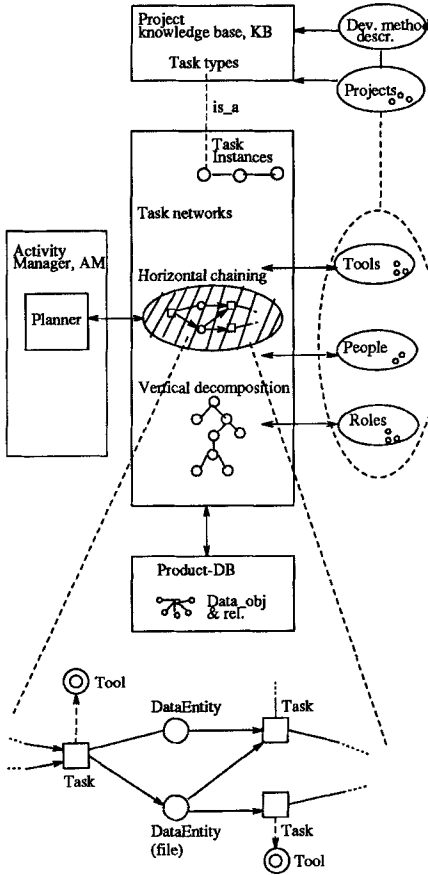 Project
knowledge base, KB
Task types
Dev. method
descr.
Projects
is_a
Task
Instances
Task networks
Activity
Manager, AM
Planner
Horizontal chaining
Tools
People
Vertical decomposition
Roles
Product-DB
Data_obj
& rel.
Tool
DataEntity
Task
Task
DataEntity
(file)
Task
Tool